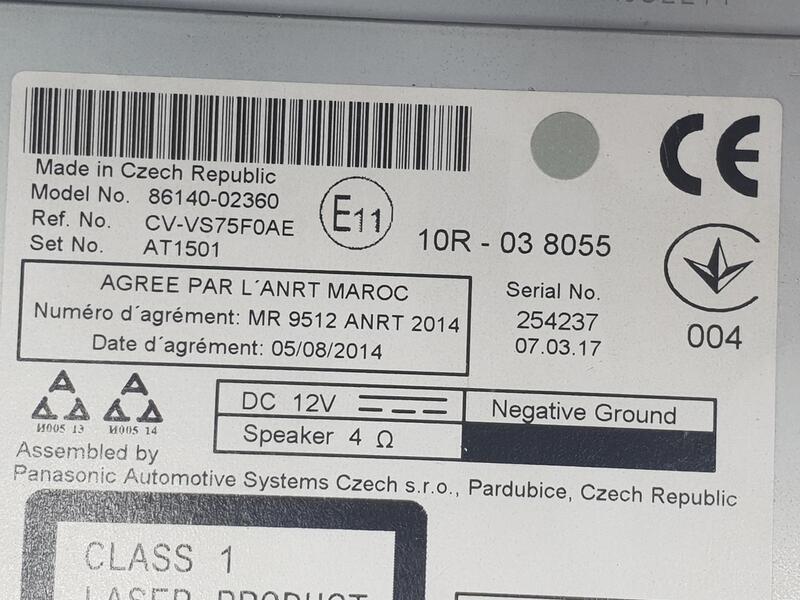 Made in Czech Republic
Model No. 86140-02360
Ref. No. CV-VS75F0AE
Set No. AT1501
E11
10R - 03 8055
CE
AGREE PAR L´ANRT MAROC
Numéro d´agrément: MR 9512 ANRT 2014
Date d´agrément: 05/08/2014
Serial No.
254237
07.03.17
004
И005 13 И005 14
DC 12V
Negative Ground
Speaker 4 Ω
Assembled by
Panasonic Automotive Systems Czech s.r.o., Pardubice, Czech Republic
CLASS 1
LASER PRODUCT